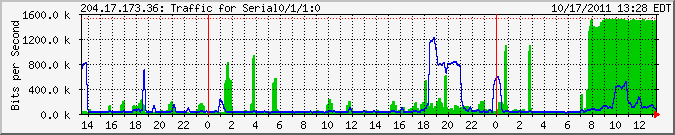 204.17.173.36: Traffic for Serial0/1/1:0 10/17/2011 13:28 EDT
Bits per Second
1600.0 k
1200.0 k
800.0 k
400.0 k
0.0 k
14 16 18 20 22 0 2 4 6 8 10 12 14 16 18 20 22 0 2 4 6 8 10 12